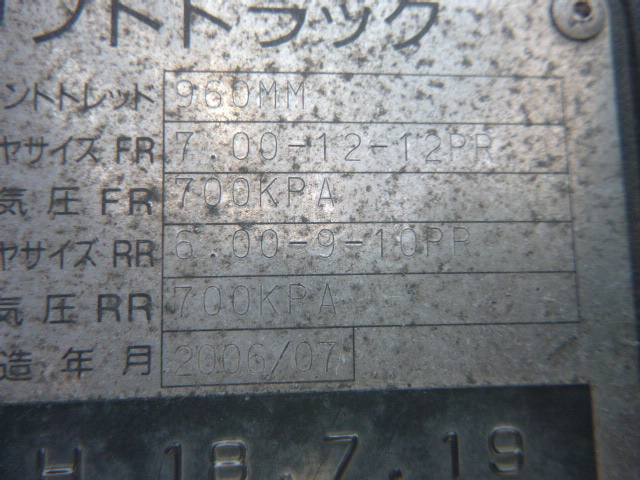 ントトラック
ントトレット 960MM
ヤサイズ FR 7.00-12-12PR
気圧 FR 700KPA
ヤサイズ RR 6.00-9-10PR
気圧 RR 700KPA
造年月 2006/07
H 18.7.19